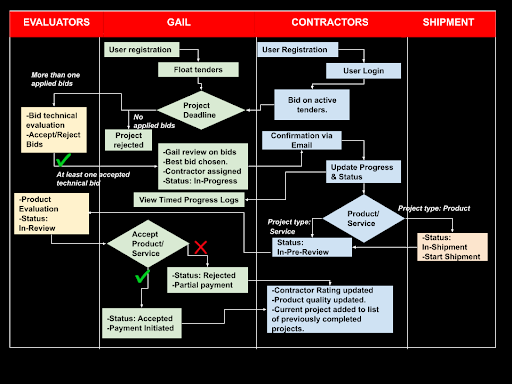 EVALUATORS
GAIL
CONTRACTORS
SHIPMENT
User registration
User Registration
Float tenders
User Login
More than one
applied bids
Project
Deadline
Bid on active
tenders.
-Bid technical
evaluation
-Accept/Reject
Bids
No
applied bids
Project
rejected
-Gail review on bids
-Best bid chosen.
-Contractor assigned
-Status: In-Progress
Confirmation via
Email
At least one accepted
technical bid
Update Progress
& Status
View Timed Progress Logs
-Product
Evaluation
-Status:
In-Review
Product/
Service
Project type: Product
Project type:
Service
Accept
Product/
Service
Status:
In-Pre-Review
-Status:
In-Shipment
-Start Shipment
-Status: Rejected
-Partial payment
-Contractor Rating updated
-Product quality updated.
-Current project added to list
of previously completed
projects.
-Status: Accepted
-Payment Initiated